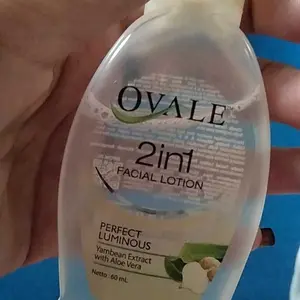 OVALE
2in1
FACIAL LOTION
PERFECT
LUMINOUS
Yambean Extract
with Aloe Vera
Netto : 60 mL